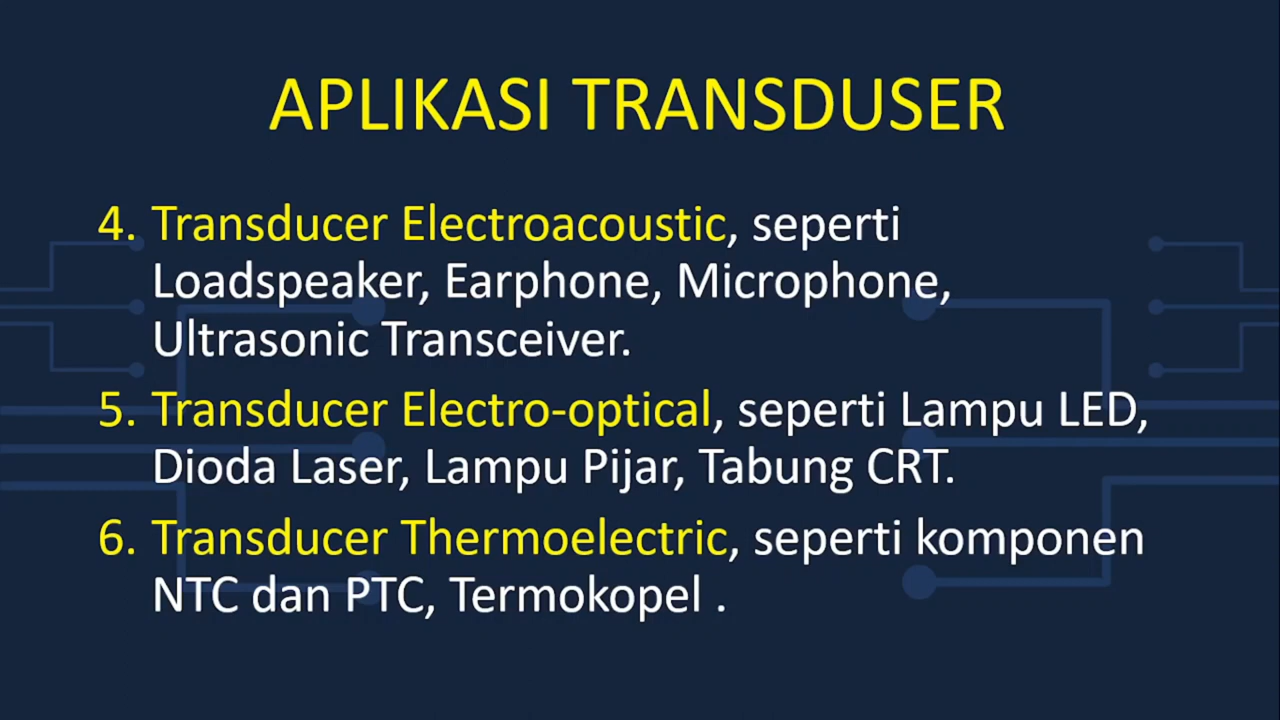 APLIKASI TRANSDUSER
4. Transducer Electroacoustic, seperti
Loadspeaker, Earphone, Microphone,
Ultrasonic Transceiver.
5. Transducer Electro-optical, seperti Lampu LED,
Dioda Laser, Lampu Pijar, Tabung CRT.
6. Transducer Thermoelectric, seperti komponen
NTC dan PTC, Termokopel .